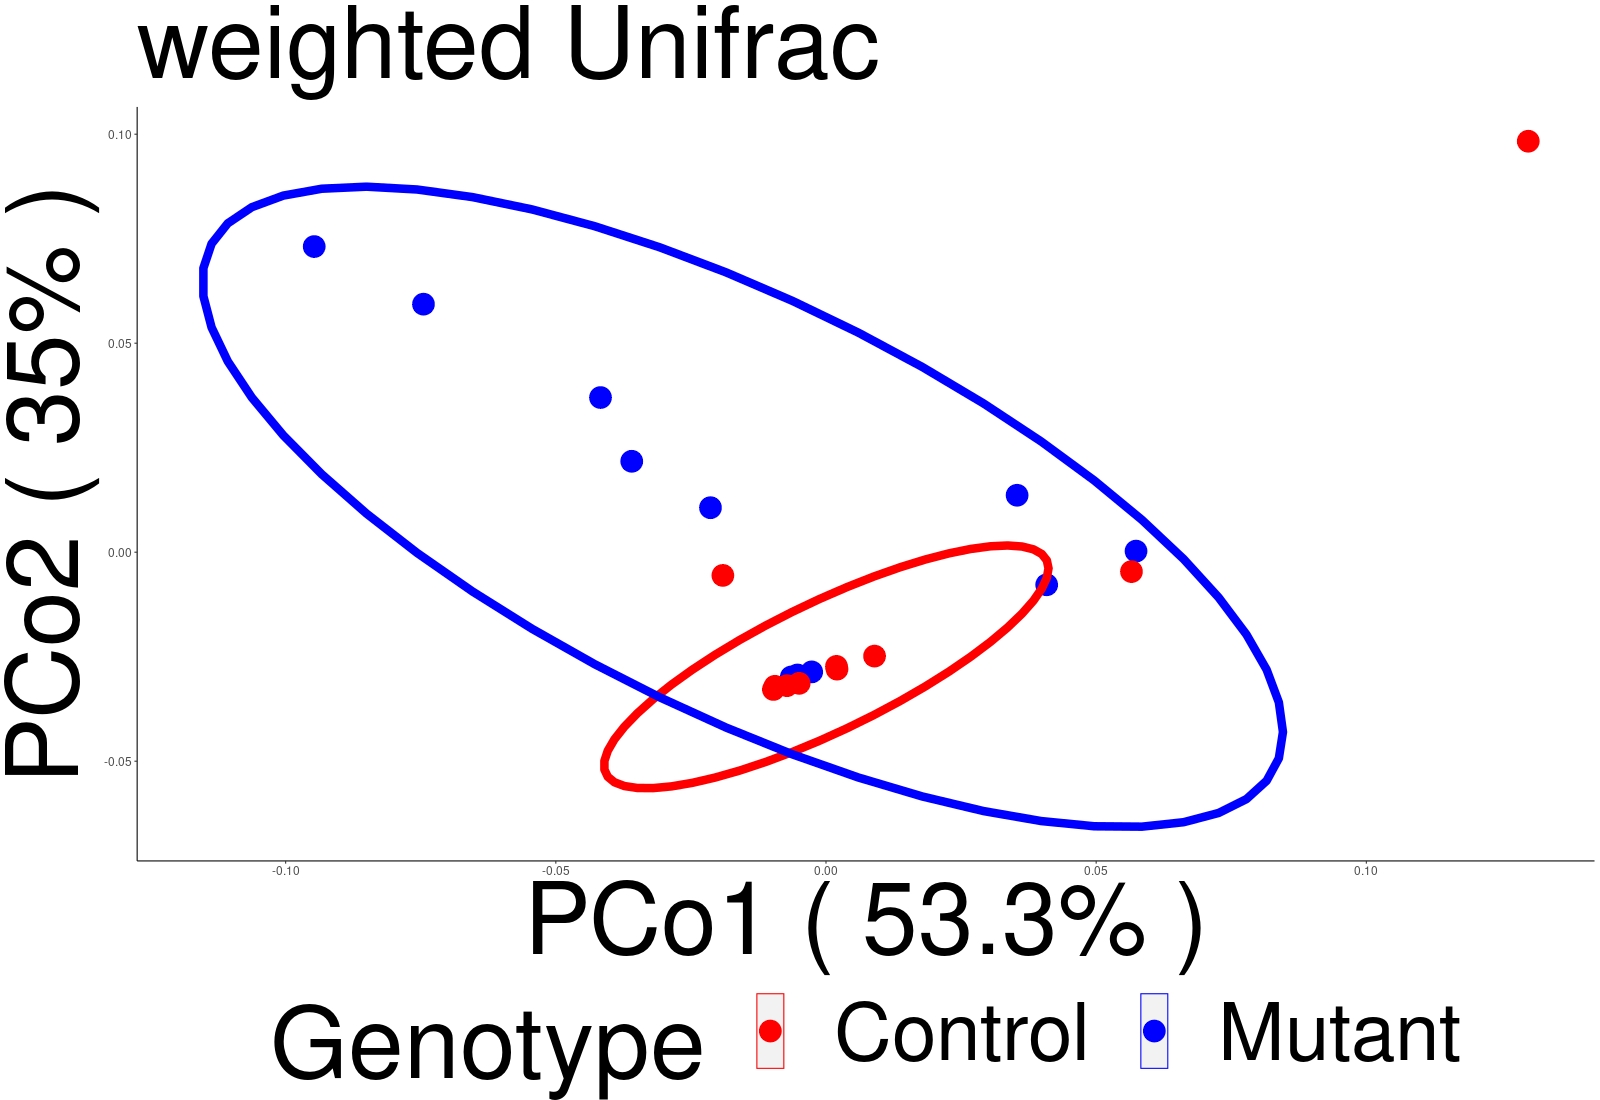 weighted Unifrac
PCo2 ( 35% )
0.10
0.05
0.00
-0.05
-0.10
-0.05
0.00
0.05
0.10
PCo1 ( 53.3% )
Genotype
Control
Mutant